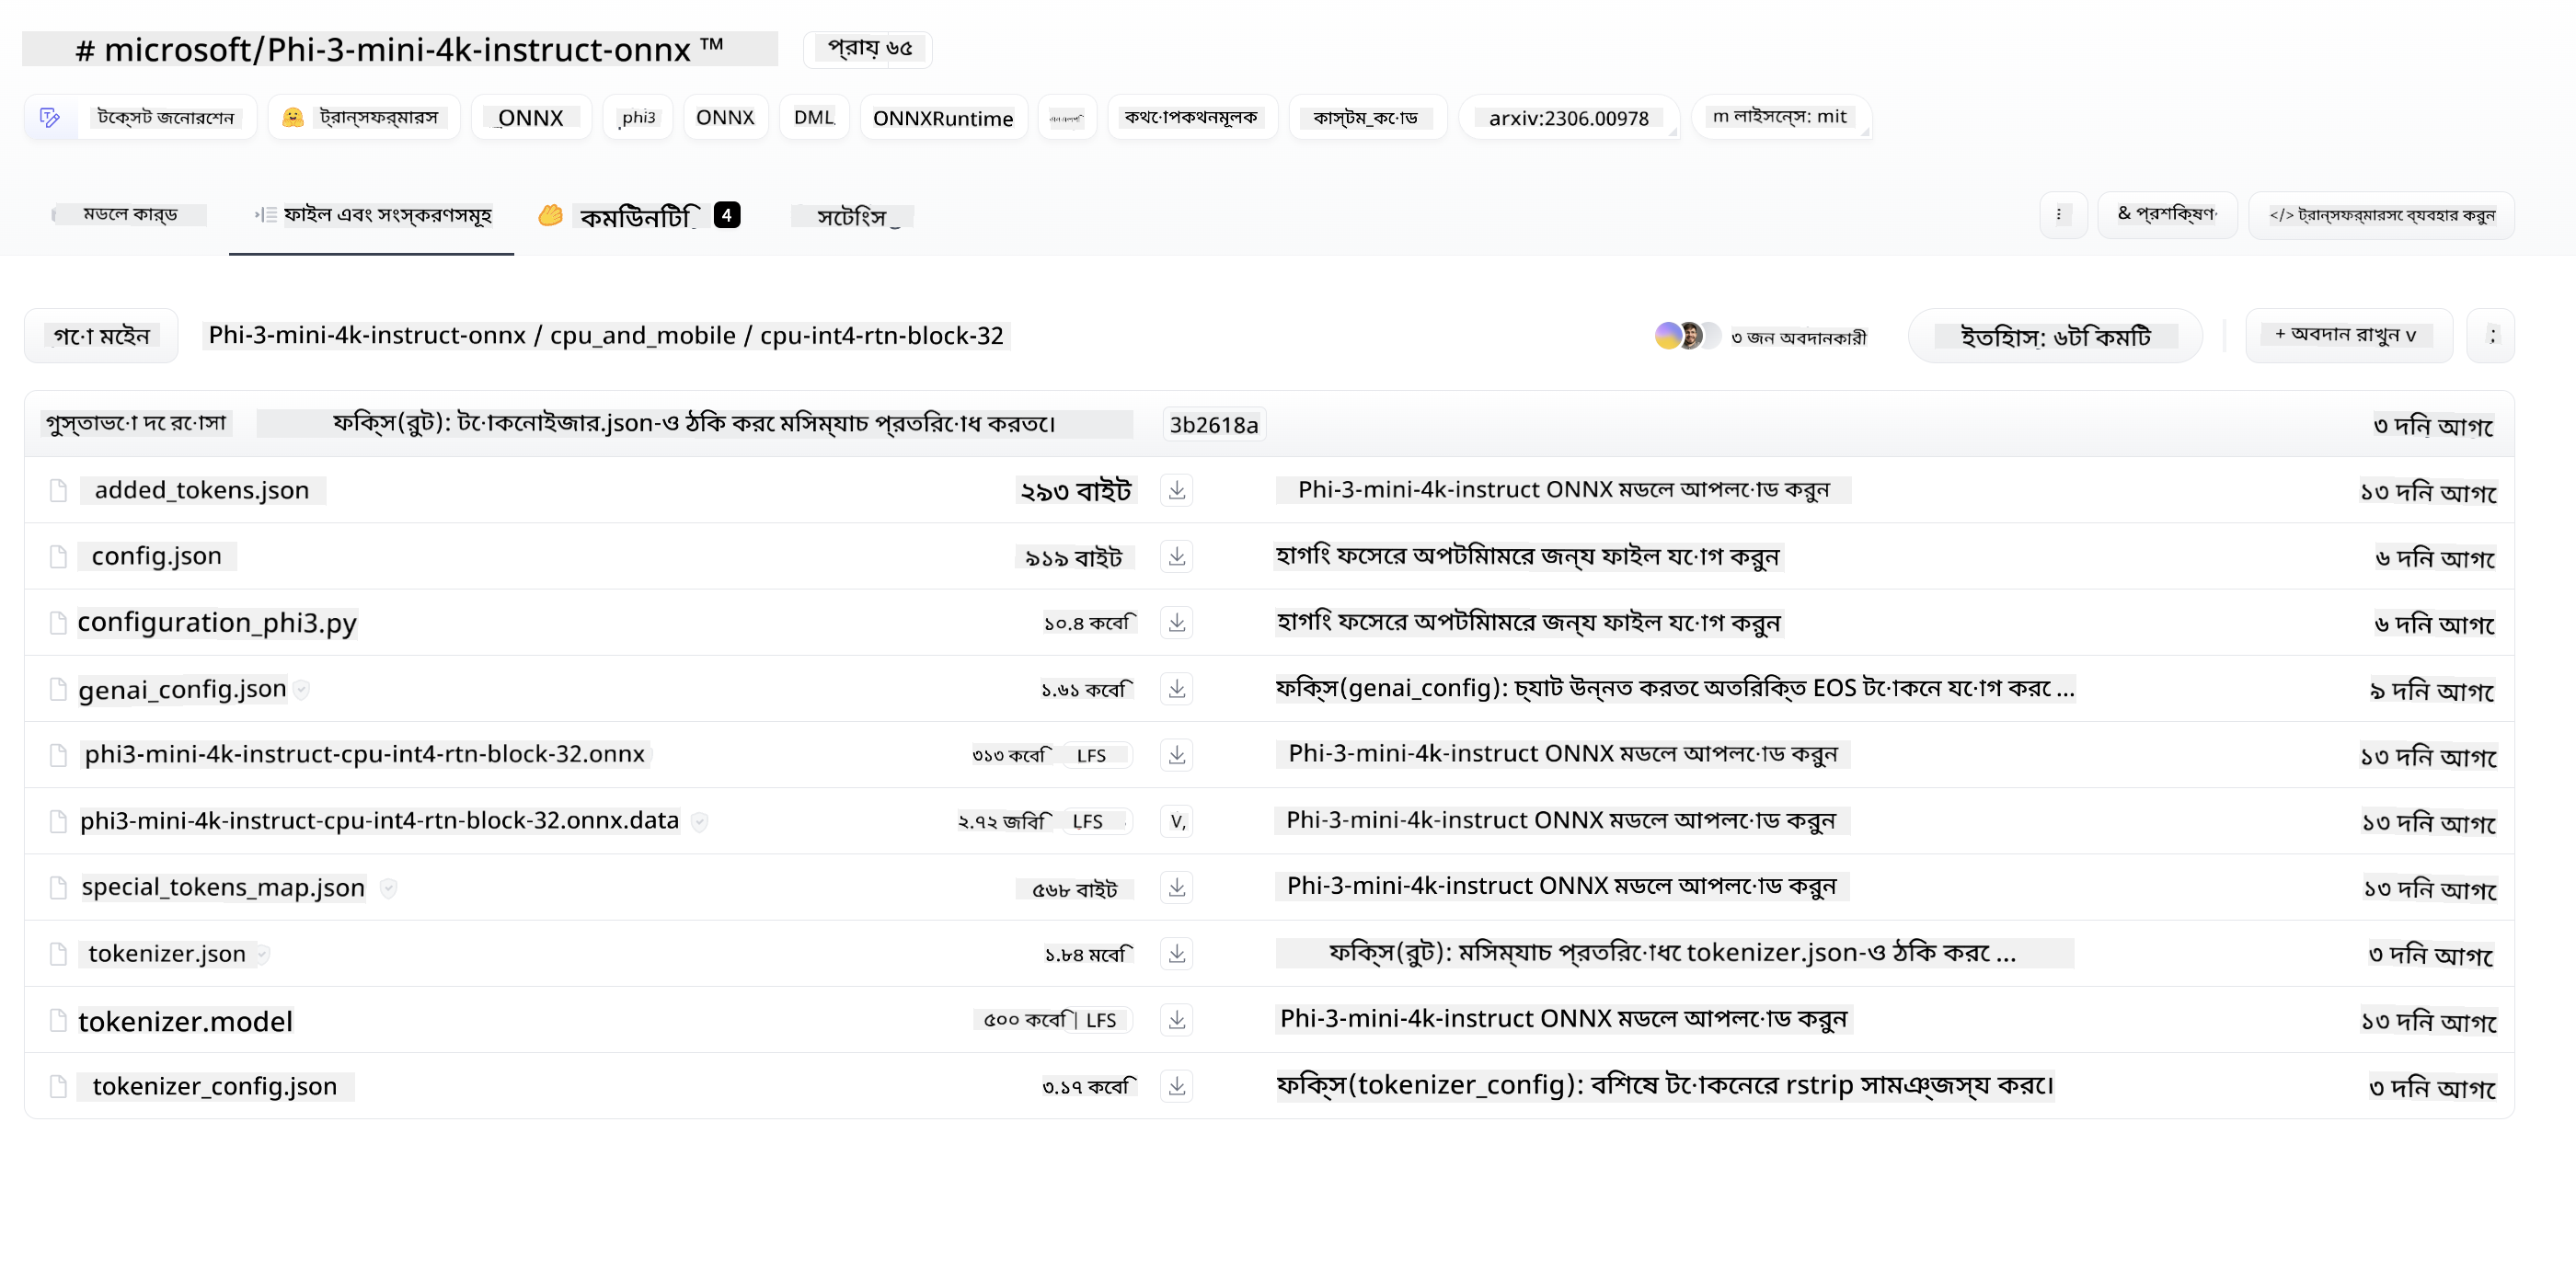 # microsoft/Phi-3-mini-4k-instruct-onnx ™ প্রায় ৬৫
টেক্সট জেনারেশন ট্রান্সফর্মারস ONNX phi3 ONNX DML ONNXRuntime কথোপকথনমূলক কাস্টম_কোড arxiv:2306.00978 m লাইসেন্স: mit
মডেল কার্ড ফাইল এবং সংস্করণসমূহ কমিউনিটি 4 সেটিংস ⋮ & প্রশিক্ষণ </> ট্রান্সফর্মারসে ব্যবহার করুন
গো মেইন Phi-3-mini-4k-instruct-onnx / cpu_and_mobile / cpu-int4-rtn-block-32 ৩ জন অবদানকারী ইতিহাস: ৬টি কমিট + অবদান রাখুন v ;
গুস্তাভো দে রোসা ফিক্স(রুট): টোকেনাইজার.json-ও ঠিক করে মিসম্যাচ প্রতিরোধ করতে। 3b2618a ৩ দিন আগে
added_tokens.json ২৯৩ বাইট Phi-3-mini-4k-instruct ONNX মডেল আপলোড করুন ১৩ দিন আগে
config.json ৯১৯ বাইট হাগিং ফেসের অপটিমামের জন্য ফাইল যোগ করুন ৬ দিন আগে
configuration_phi3.py ১০.৪ কেবি হাগিং ফেসের অপটিমামের জন্য ফাইল যোগ করুন ৬ দিন আগে
genai_config.json ১.৬১ কেবি ফিক্স(genai_config): চ্যাট উন্নত করতে অতিরিক্ত EOS টোকেন যোগ করে ... ৯ দিন আগে
phi3-mini-4k-instruct-cpu-int4-rtn-block-32.onnx ৩১৩ কেবি LFS Phi-3-mini-4k-instruct ONNX মডেল আপলোড করুন ১৩ দিন আগে
phi3-mini-4k-instruct-cpu-int4-rtn-block-32.onnx.data ২.৭২ জিবি LFS V, Phi-3-mini-4k-instruct ONNX মডেল আপলোড করুন ১৩ দিন আগে
special_tokens_map.json ৫৬৮ বাইট Phi-3-mini-4k-instruct ONNX মডেল আপলোড করুন ১৩ দিন আগে
tokenizer.json ১.৮৪ মেবি ফিক্স(রুট): মিসম্যাচ প্রতিরোধে tokenizer.json-ও ঠিক করে ... ৩ দিন আগে
tokenizer.model ৫০০ কেবি | LFS Phi-3-mini-4k-instruct ONNX মডেল আপলোড করুন ১৩ দিন আগে
tokenizer_config.json ৩.১৭ কেবি ফিক্স(tokenizer_config): বিশেষ টোকেনের rstrip সামঞ্জস্য করে। ৩ দিন আগে